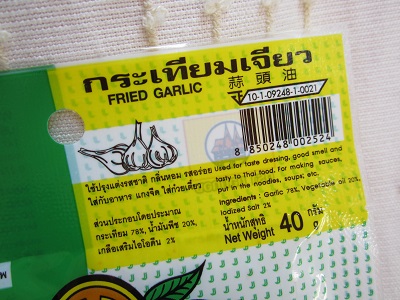 กระเทียมเจียว
FRIED GARLIC
蒜頭油
10-1-09248-1-0021
8 850248 002524
ใช้ปรุงแต่งรสชาติ กลิ่นหอม รสอร่อย
ใส่กับอาหาร แกงจืด ใส่ก๋วยเตี๋ยว
ส่วนประกอบโดยประมาณ
กระเทียม 78%, น้ำมันพืช 20%,
เกลือเสริมไอโอดีน 2%
Used for taste dressing, good smell and
tasty to Thai food. For making sauces,
put in the noodles, soups, etc.
Ingredients : Garlic 78%, Vegetable oil 20%,
Iodized Salt 2%
น้ำหนักสุทธิ 40 กรัม
Net Weight g